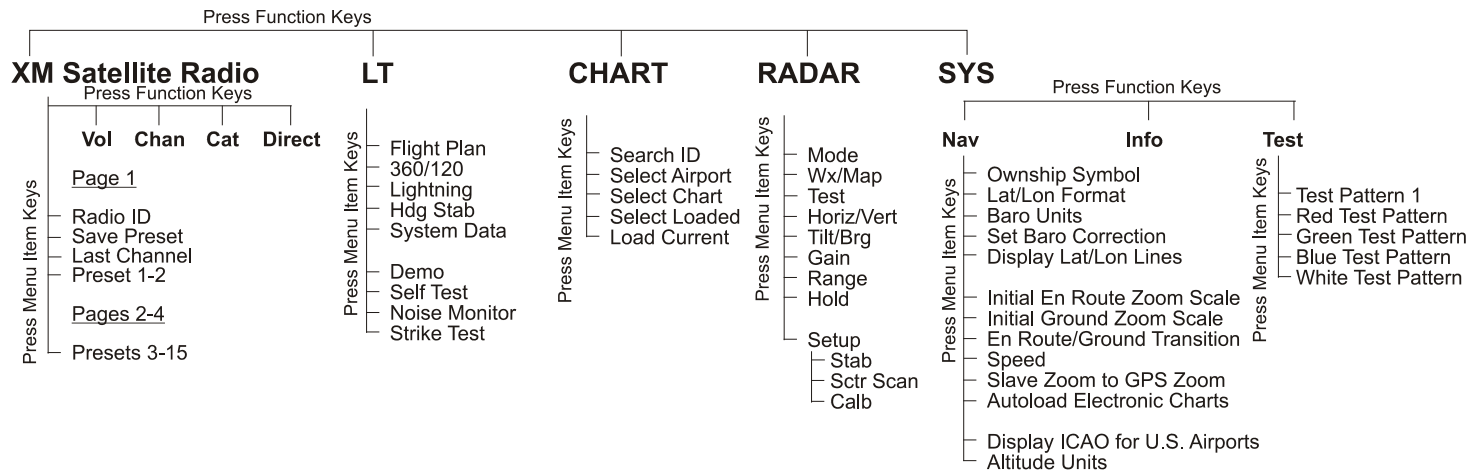 Press Function Keys
XM Satellite Radio
Press Function Keys
Vol
Chan
Cat
Direct
Press Menu Item Keys
Page 1
Radio ID
Save Preset
Last Channel
Preset 1-2
Pages 2-4
Presets 3-15
LT
Press Menu Item Keys
Flight Plan
360/120
Lightning
Hdg Stab
System Data
Demo
Self Test
Noise Monitor
Strike Test
CHART
Press Menu Item Keys
Search ID
Select Airport
Select Chart
Select Loaded
Load Current
RADAR
Press Menu Item Keys
Mode
Wx/Map
Test
Horiz/Vert
Tilt/Brg
Gain
Range
Hold
Setup
Stab
Sctr Scan
Calb
SYS
Press Function Keys
Nav
Info
Test
Press Menu Item Keys
Ownship Symbol
Lat/Lon Format
Baro Units
Set Baro Correction
Display Lat/Lon Lines
Initial En Route Zoom Scale
Initial Ground Zoom Scale
En Route/Ground Transition
Speed
Slave Zoom to GPS Zoom
Autoload Electronic Charts
Display ICAO for U.S. Airports
Altitude Units
Press Menu Item Keys
Test Pattern 1
Red Test Pattern
Green Test Pattern
Blue Test Pattern
White Test Pattern